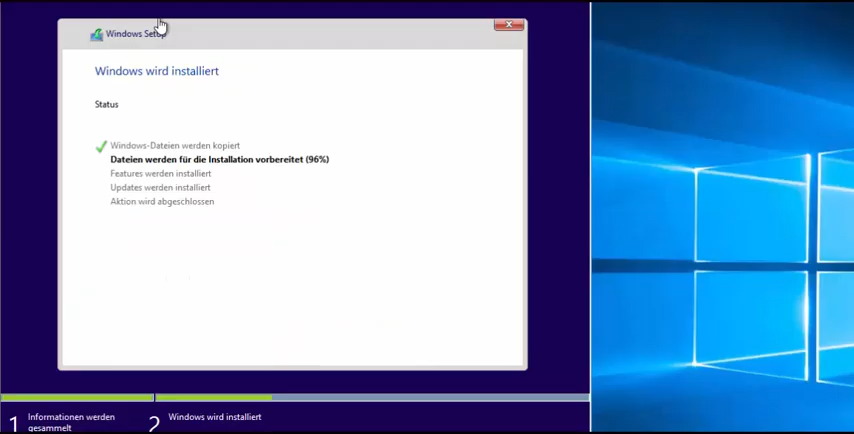 Windows Setup
Windows wird installiert
Status
Windows-Dateien werden kopiert
Dateien werden für die Installation vorbereitet (96%)
Features werden installiert
Updates werden installiert
Aktion wird abgeschlossen
1 Informationen werden
gesammelt
2 Windows wird installiert